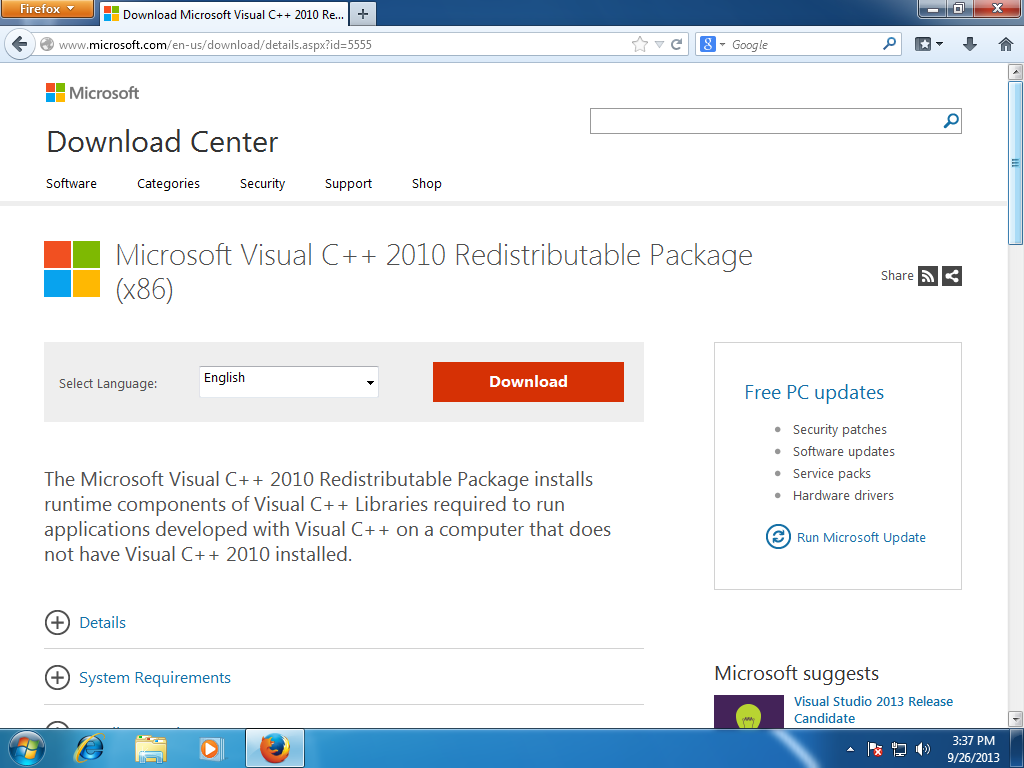 Firefox
Download Microsoft Visual C++ 2010 Re...
www.microsoft.com/en-us/download/details.aspx?id=5555
Google
Microsoft
Download Center
Software Categories Security Support Shop
Microsoft Visual C++ 2010 Redistributable Package
(x86)
Share
Select Language:
English
Download
Free PC updates
Security patches
Software updates
Service packs
Hardware drivers
Run Microsoft Update
The Microsoft Visual C++ 2010 Redistributable Package installs
runtime components of Visual C++ Libraries required to run
applications developed with Visual C++ on a computer that does
not have Visual C++ 2010 installed.
Details
System Requirements
Microsoft suggests
Visual Studio 2013 Release
Candidate
3:37 PM
9/26/2013